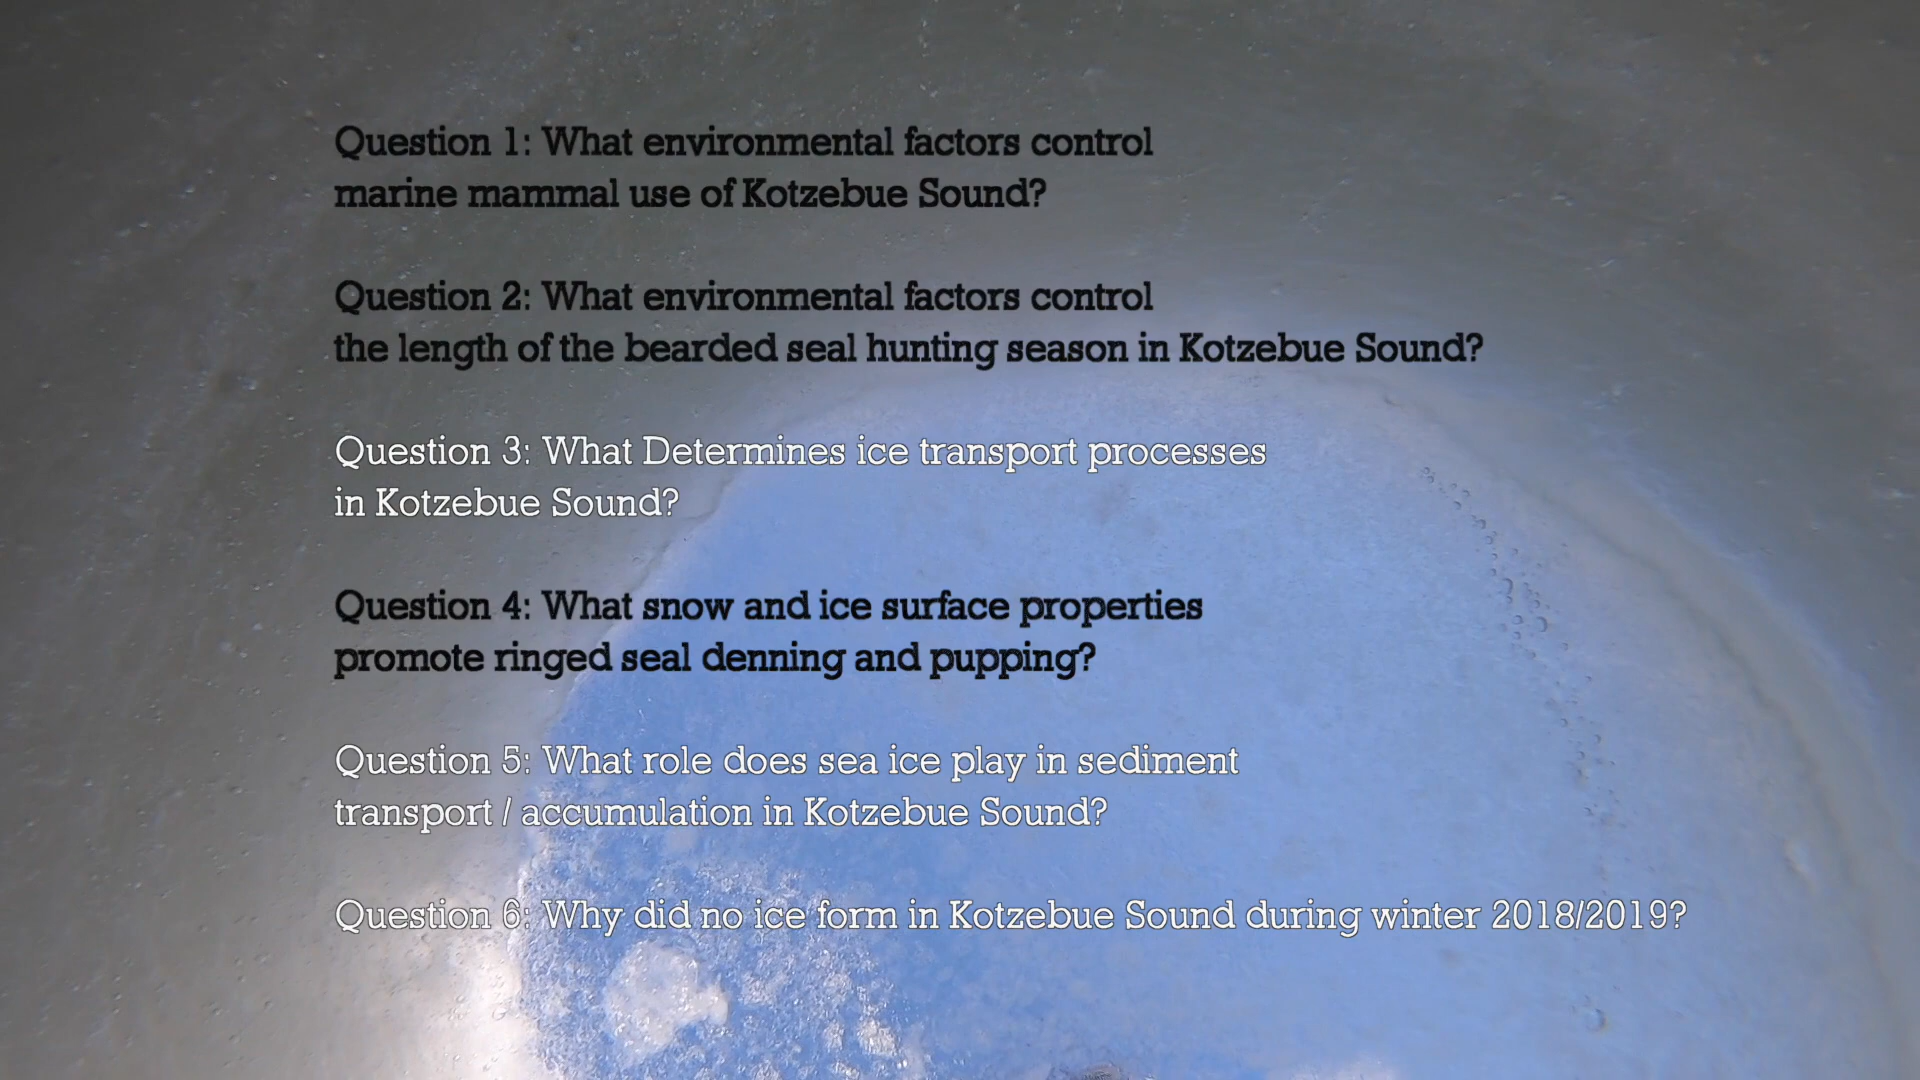 Question 1: What environmental factors control
marine mammal use of Kotzebue Sound?
Question 2: What environmental factors control
the length of the bearded seal hunting season in Kotzebue Sound?
Question 3: What Determines ice transport processes
in Kotzebue Sound?
Question 4: What snow and ice surface properties
promote ringed seal denning and pupping?
Question 5: What role does sea ice play in sediment
transport / accumulation in Kotzebue Sound?
Question 6: Why did no ice form in Kotzebue Sound during winter 2018/2019?